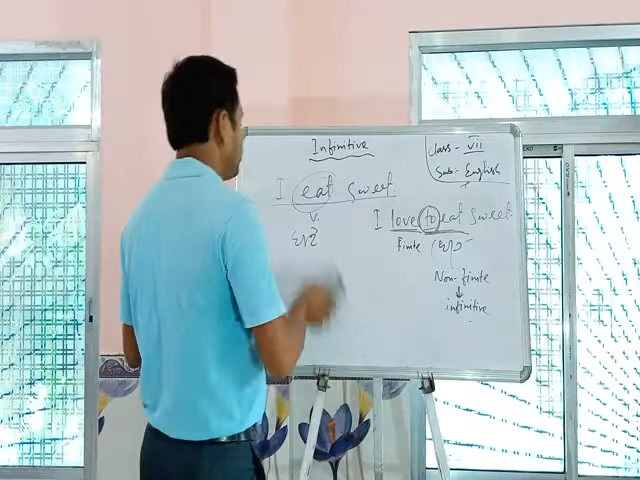 Infinitive
Class - VII
Sub:- English
I eat sweet.
V.
I love to eat sweet.
Finite
Non-finite
infinitive